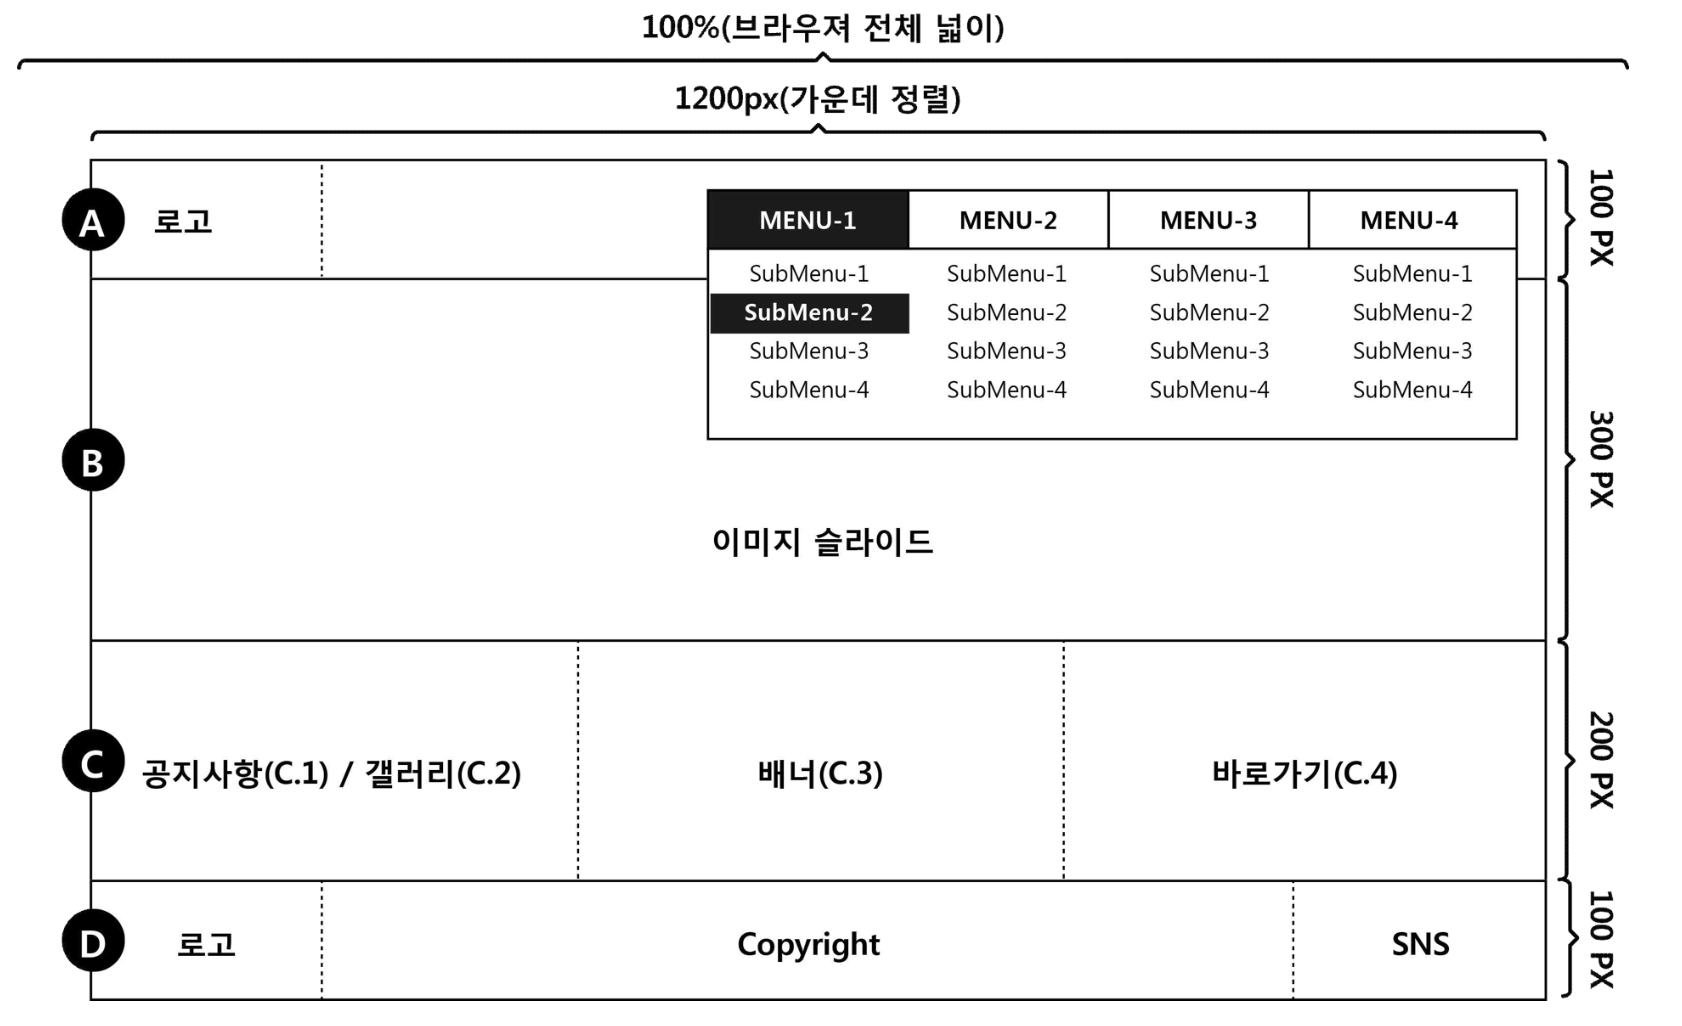 100%(브라우져 전체 넓이)
1200px(가운데 정렬)
A
로고
MENU-1 MENU-2 MENU-3 MENU-4
SubMenu-1 SubMenu-1 SubMenu-1 SubMenu-1
SubMenu-2 SubMenu-2 SubMenu-2 SubMenu-2
SubMenu-3 SubMenu-3 SubMenu-3 SubMenu-3
SubMenu-4 SubMenu-4 SubMenu-4 SubMenu-4
100 PX
B
이미지 슬라이드
300 PX
C
공지사항(C.1) / 갤러리(C.2) 배너(C.3) 바로가기(C.4)
200 PX
D
로고 Copyright SNS
100 PX